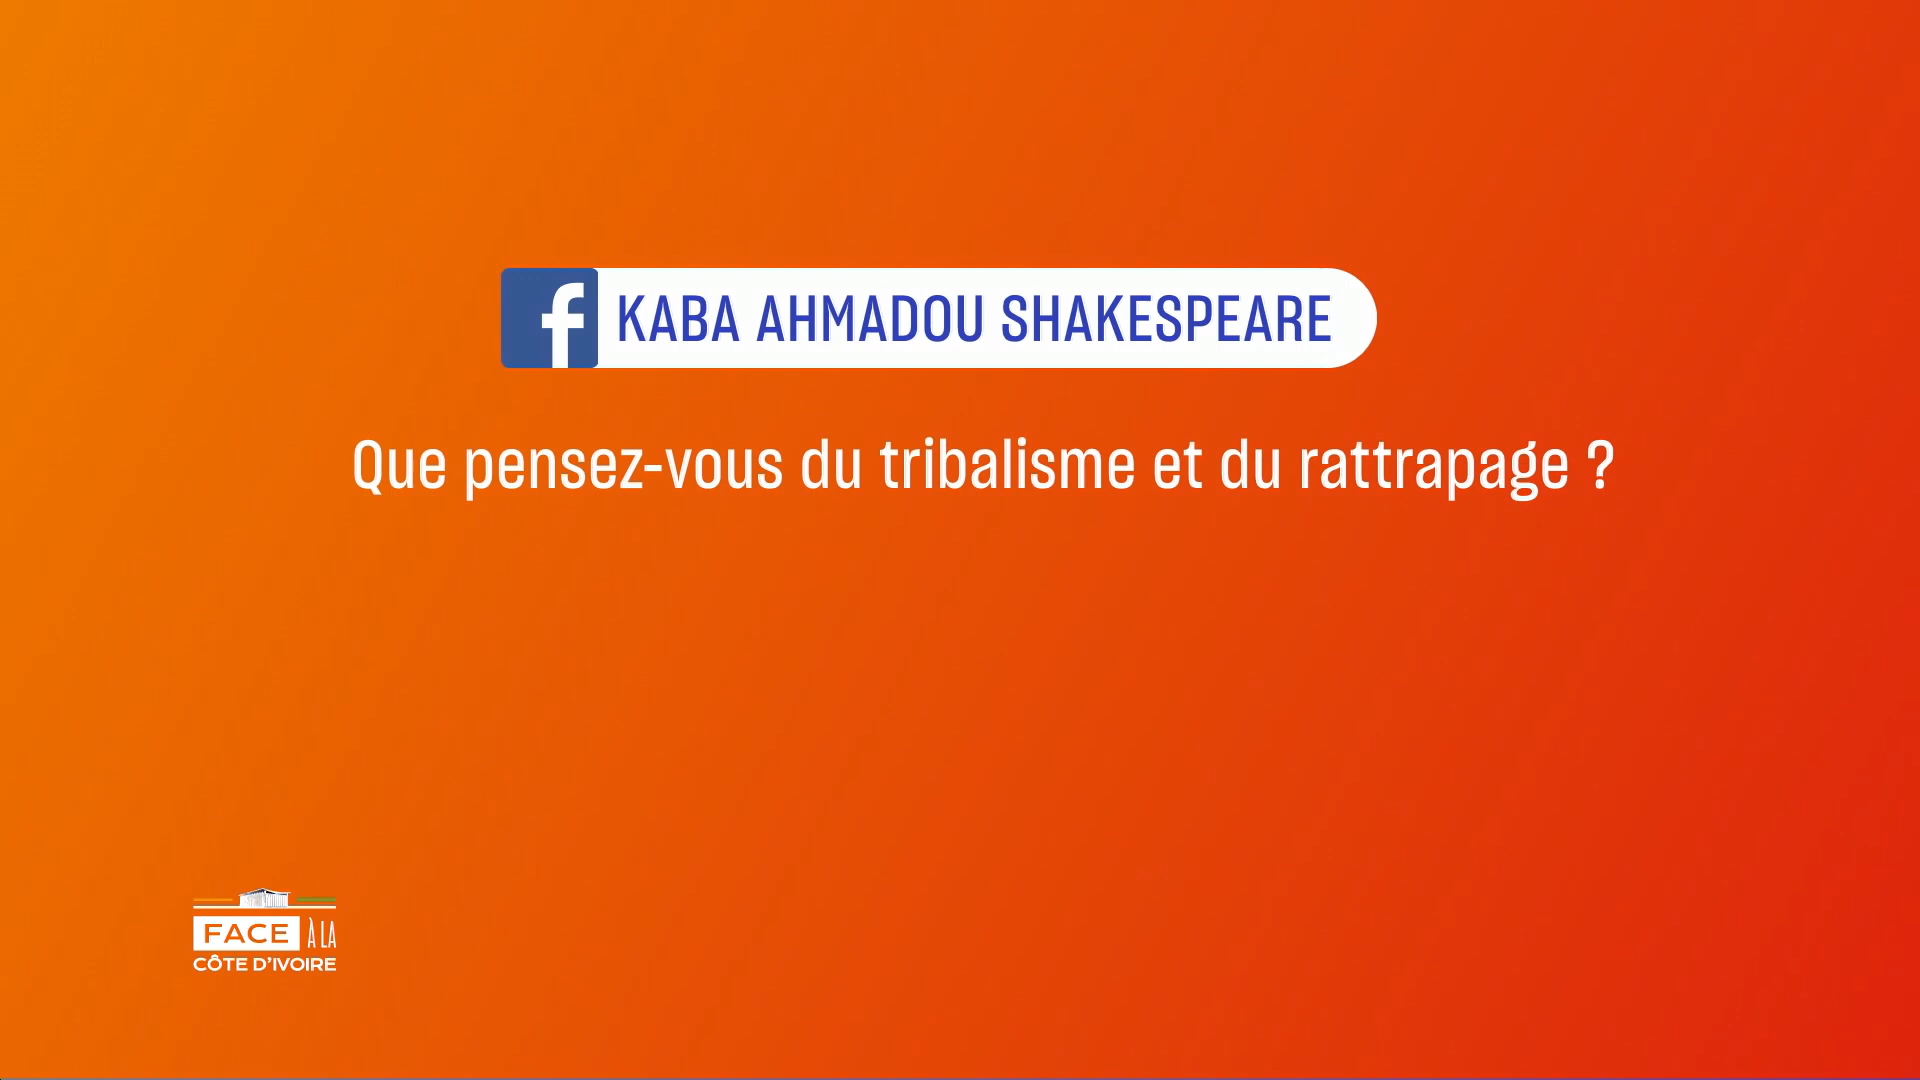 KABA AHMADOU SHAKESPEARE
Que pensez-vous du tribalisme et du rattrapage ?
FACE À LA
CÔTE D'IVOIRE